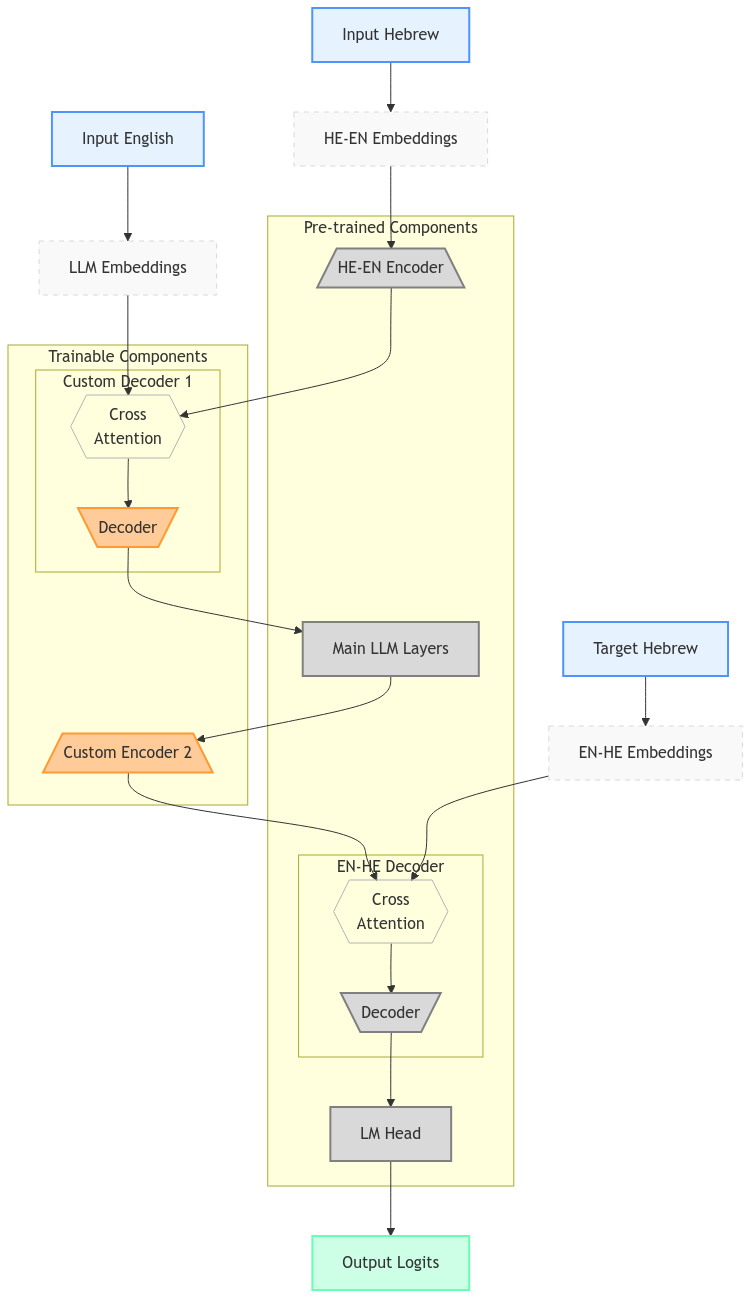 Input Hebrew
Input English
HE-EN Embeddings
Pre-trained Components
LLM Embeddings
HE-EN Encoder
Trainable Components
Custom Decoder 1
Cross
Attention
Decoder
Main LLM Layers
Target Hebrew
Custom Encoder 2
EN-HE Embeddings
EN-HE Decoder
Cross
Attention
Decoder
LM Head
Output Logits